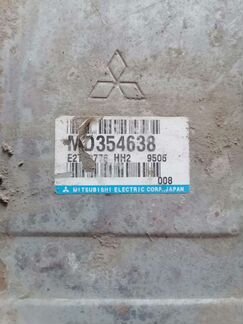 MD354638
HH2 9506
008
MITSUBISHI ELECTRIC CORP. JAPAN